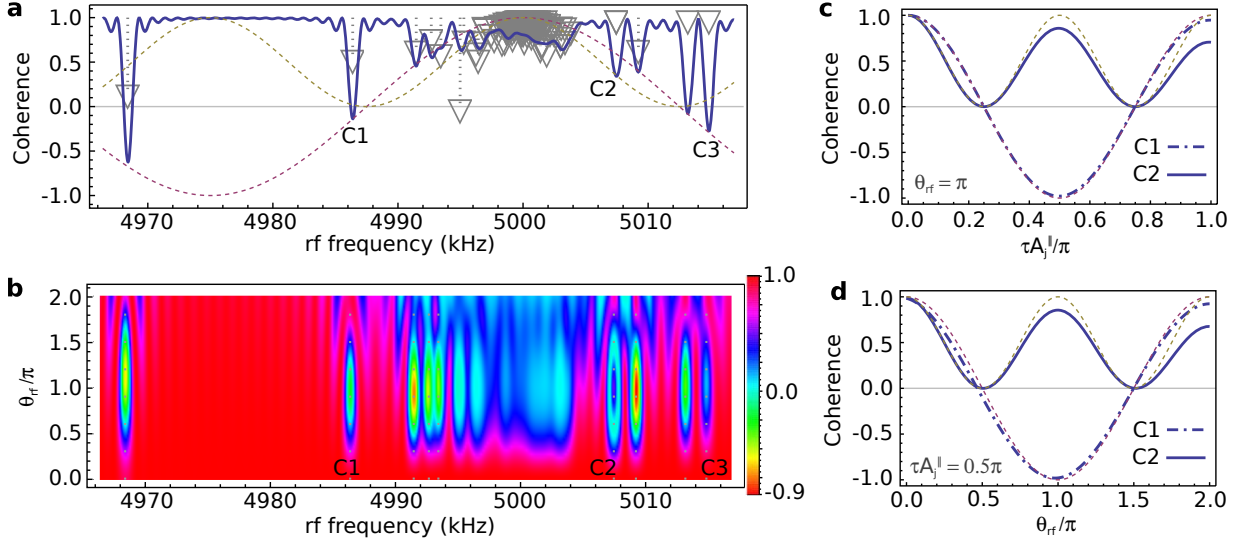 a
Coherence
1.0
0.5
0.0
-0.5
-1.0
C1
C2
C3
4970 4980 4990 5000 5010
rf frequency (kHz)
b
θrf/π
2.0
1.5
1.0
0.5
0.0
C1 C2 C3
4970 4980 4990 5000 5010
rf frequency (kHz)
1.0
0.0
-0.9
c
Coherence
1.0
0.5
0.0
-0.5
-1.0
θrf = π
C1
C2
0.0 0.2 0.4 0.6 0.8 1.0
τAj‖/π
d
Coherence
1.0
0.5
0.0
-0.5
-1.0
τAj‖ = 0.5π
C1
C2
0.0 0.5 1.0 1.5 2.0
θrf/π